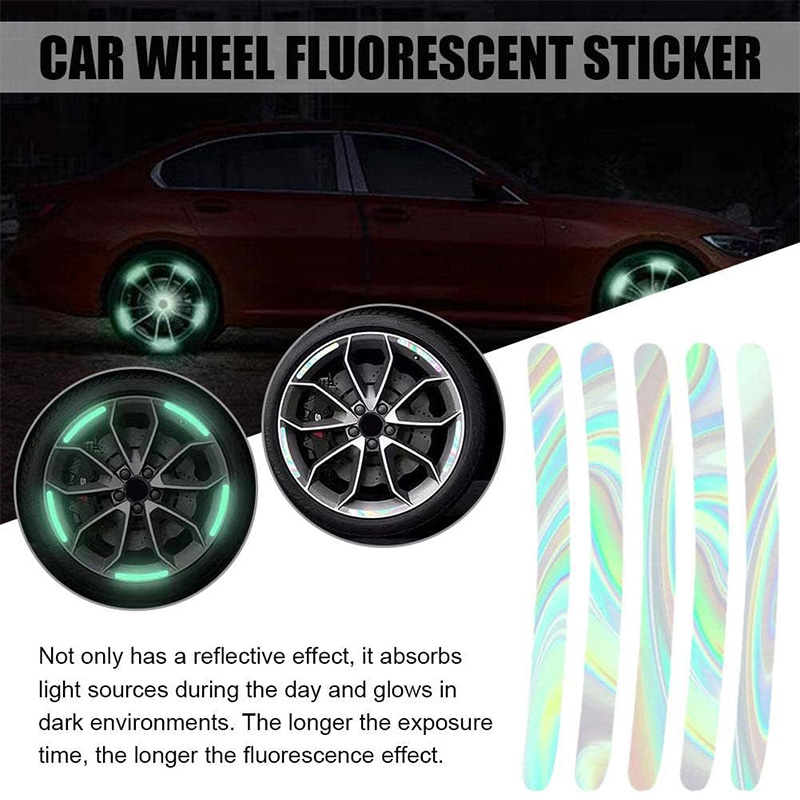 CAR WHEEL FLUORESCENT STICKER
Not only has a reflective effect, it absorbs
light sources during the day and glows in
dark environments. The longer the exposure
time, the longer the fluorescence effect.